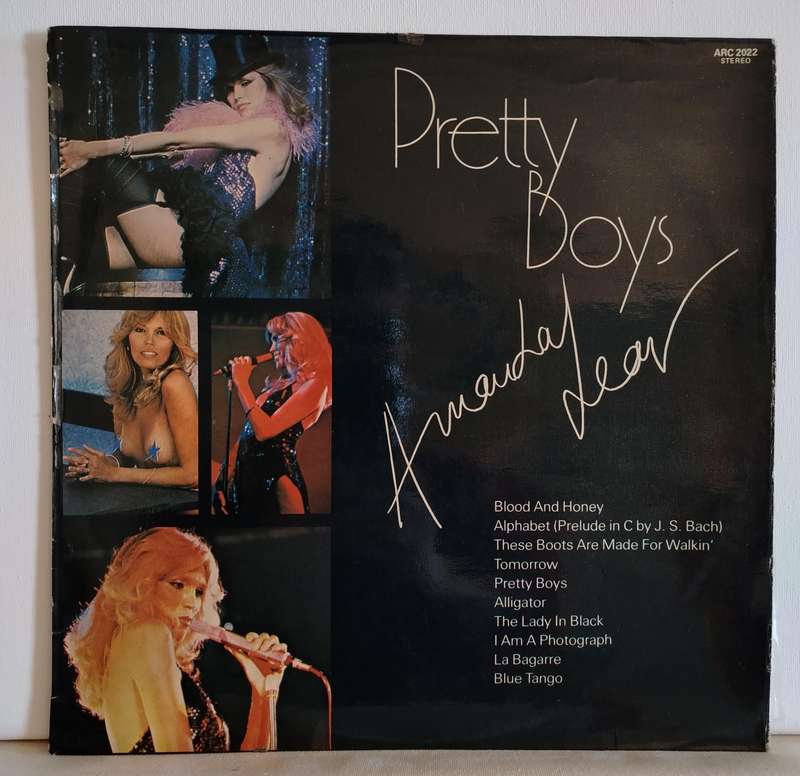 ARC 2022
STEREO
Pretty
Boys
Amanda Lear
Blood And Honey
Alphabet (Prelude in C by J. S. Bach)
These Boots Are Made For Walkin'
Tomorrow
Pretty Boys
Alligator
The Lady In Black
I Am A Photograph
La Bagarre
Blue Tango